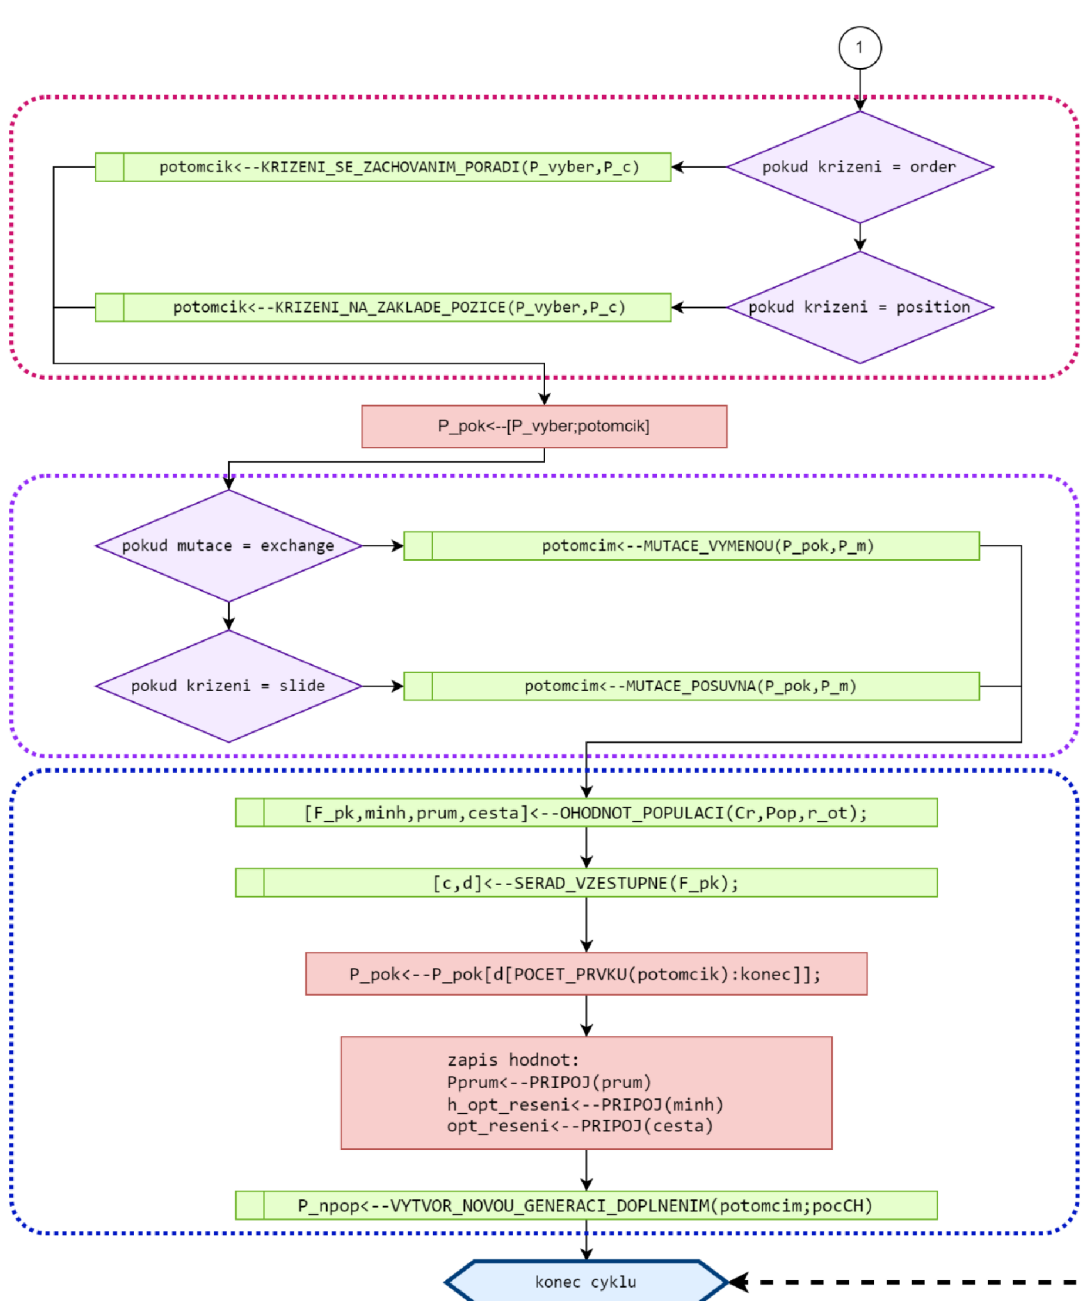 1
pokud krizeni = order
potomcik<--KRIZENI_SE_ZACHOVANIM_PORADI(P_vyber,P_c)
pokud krizeni = position
potomcik<--KRIZENI_NA_ZAKLADE_POZICE(P_vyber,P_c)
P_pok<--[P_vyber;potomcik]
pokud mutace = exchange
potomcim<--MUTACE_VYMENOU(P_pok,P_m)
pokud krizeni = slide
potomcim<--MUTACE_POSUVNA(P_pok,P_m)
[F_pk,minh,prum,cesta]<--OHODNOT_POPULACI(Cr,Pop,r_ot);
[c,d]<--SERAD_VZESTUPNE(F_pk);
P_pok<--P_pok[d[POCET_PRVKU(potomcik):konec]];
zapis hodnot:
Pprum<--PRIPOJ(prum)
h_opt_reseni<--PRIPOJ(minh)
opt_reseni<--PRIPOJ(cesta)
P_npop<--VYTVOR_NOVOU_GENERACI_DOPLNENIM(potomcim;pocCH)
konec cyklu